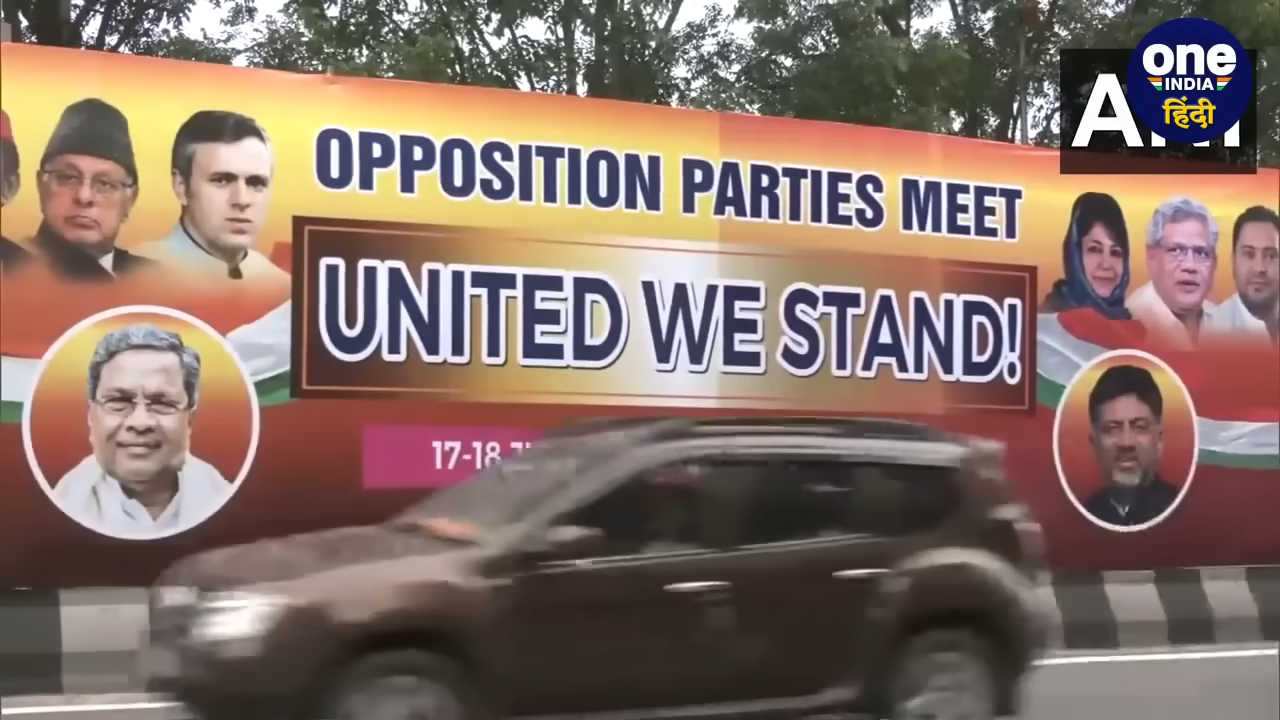 OPPOSITION PARTIES MEET
UNITED WE STAND!
17-18
one
INDIA
हिंदी